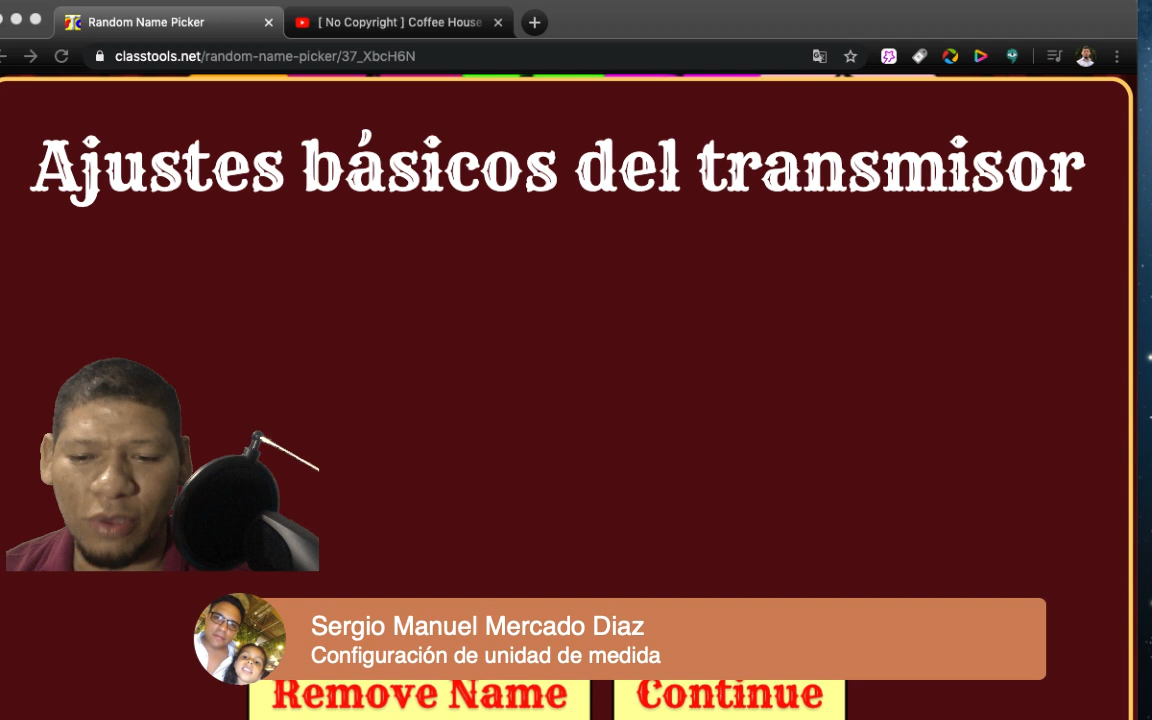 Random Name Picker
[ No Copyright ] Coffee House
classtools.net/random-name-picker/37_XbcH6N
Ajustes básicos del transmisor
Sergio Manuel Mercado Diaz
Configuración de unidad de medida
Remove Name
Continue